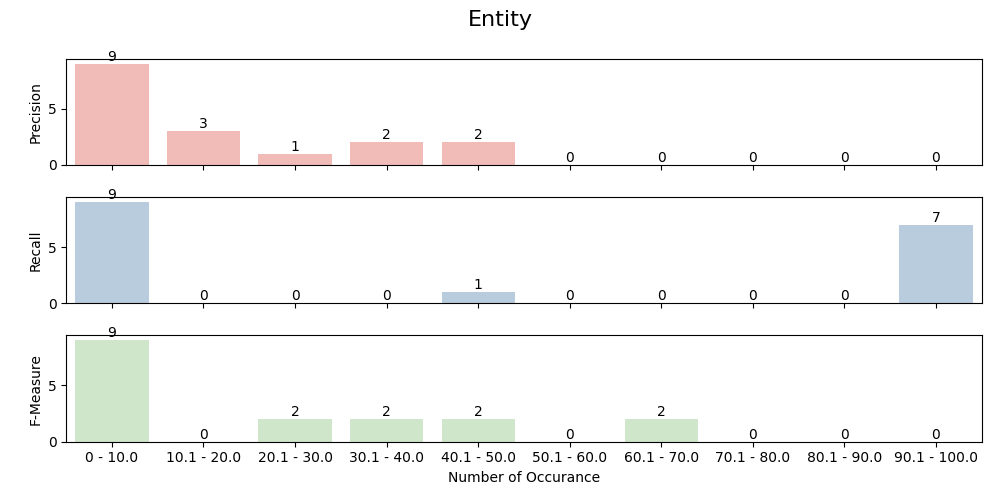 Entity
Precision
5
0
9 3 1 2 2 0 0 0 0 0
Recall
5
0
9 0 0 0 1 0 0 0 0 7
F-Measure
5
0
9 0 2 2 2 0 2 0 0 0
0 - 10.0 10.1 - 20.0 20.1 - 30.0 30.1 - 40.0 40.1 - 50.0 50.1 - 60.0 60.1 - 70.0 70.1 - 80.0 80.1 - 90.0 90.1 - 100.0
Number of Occurance